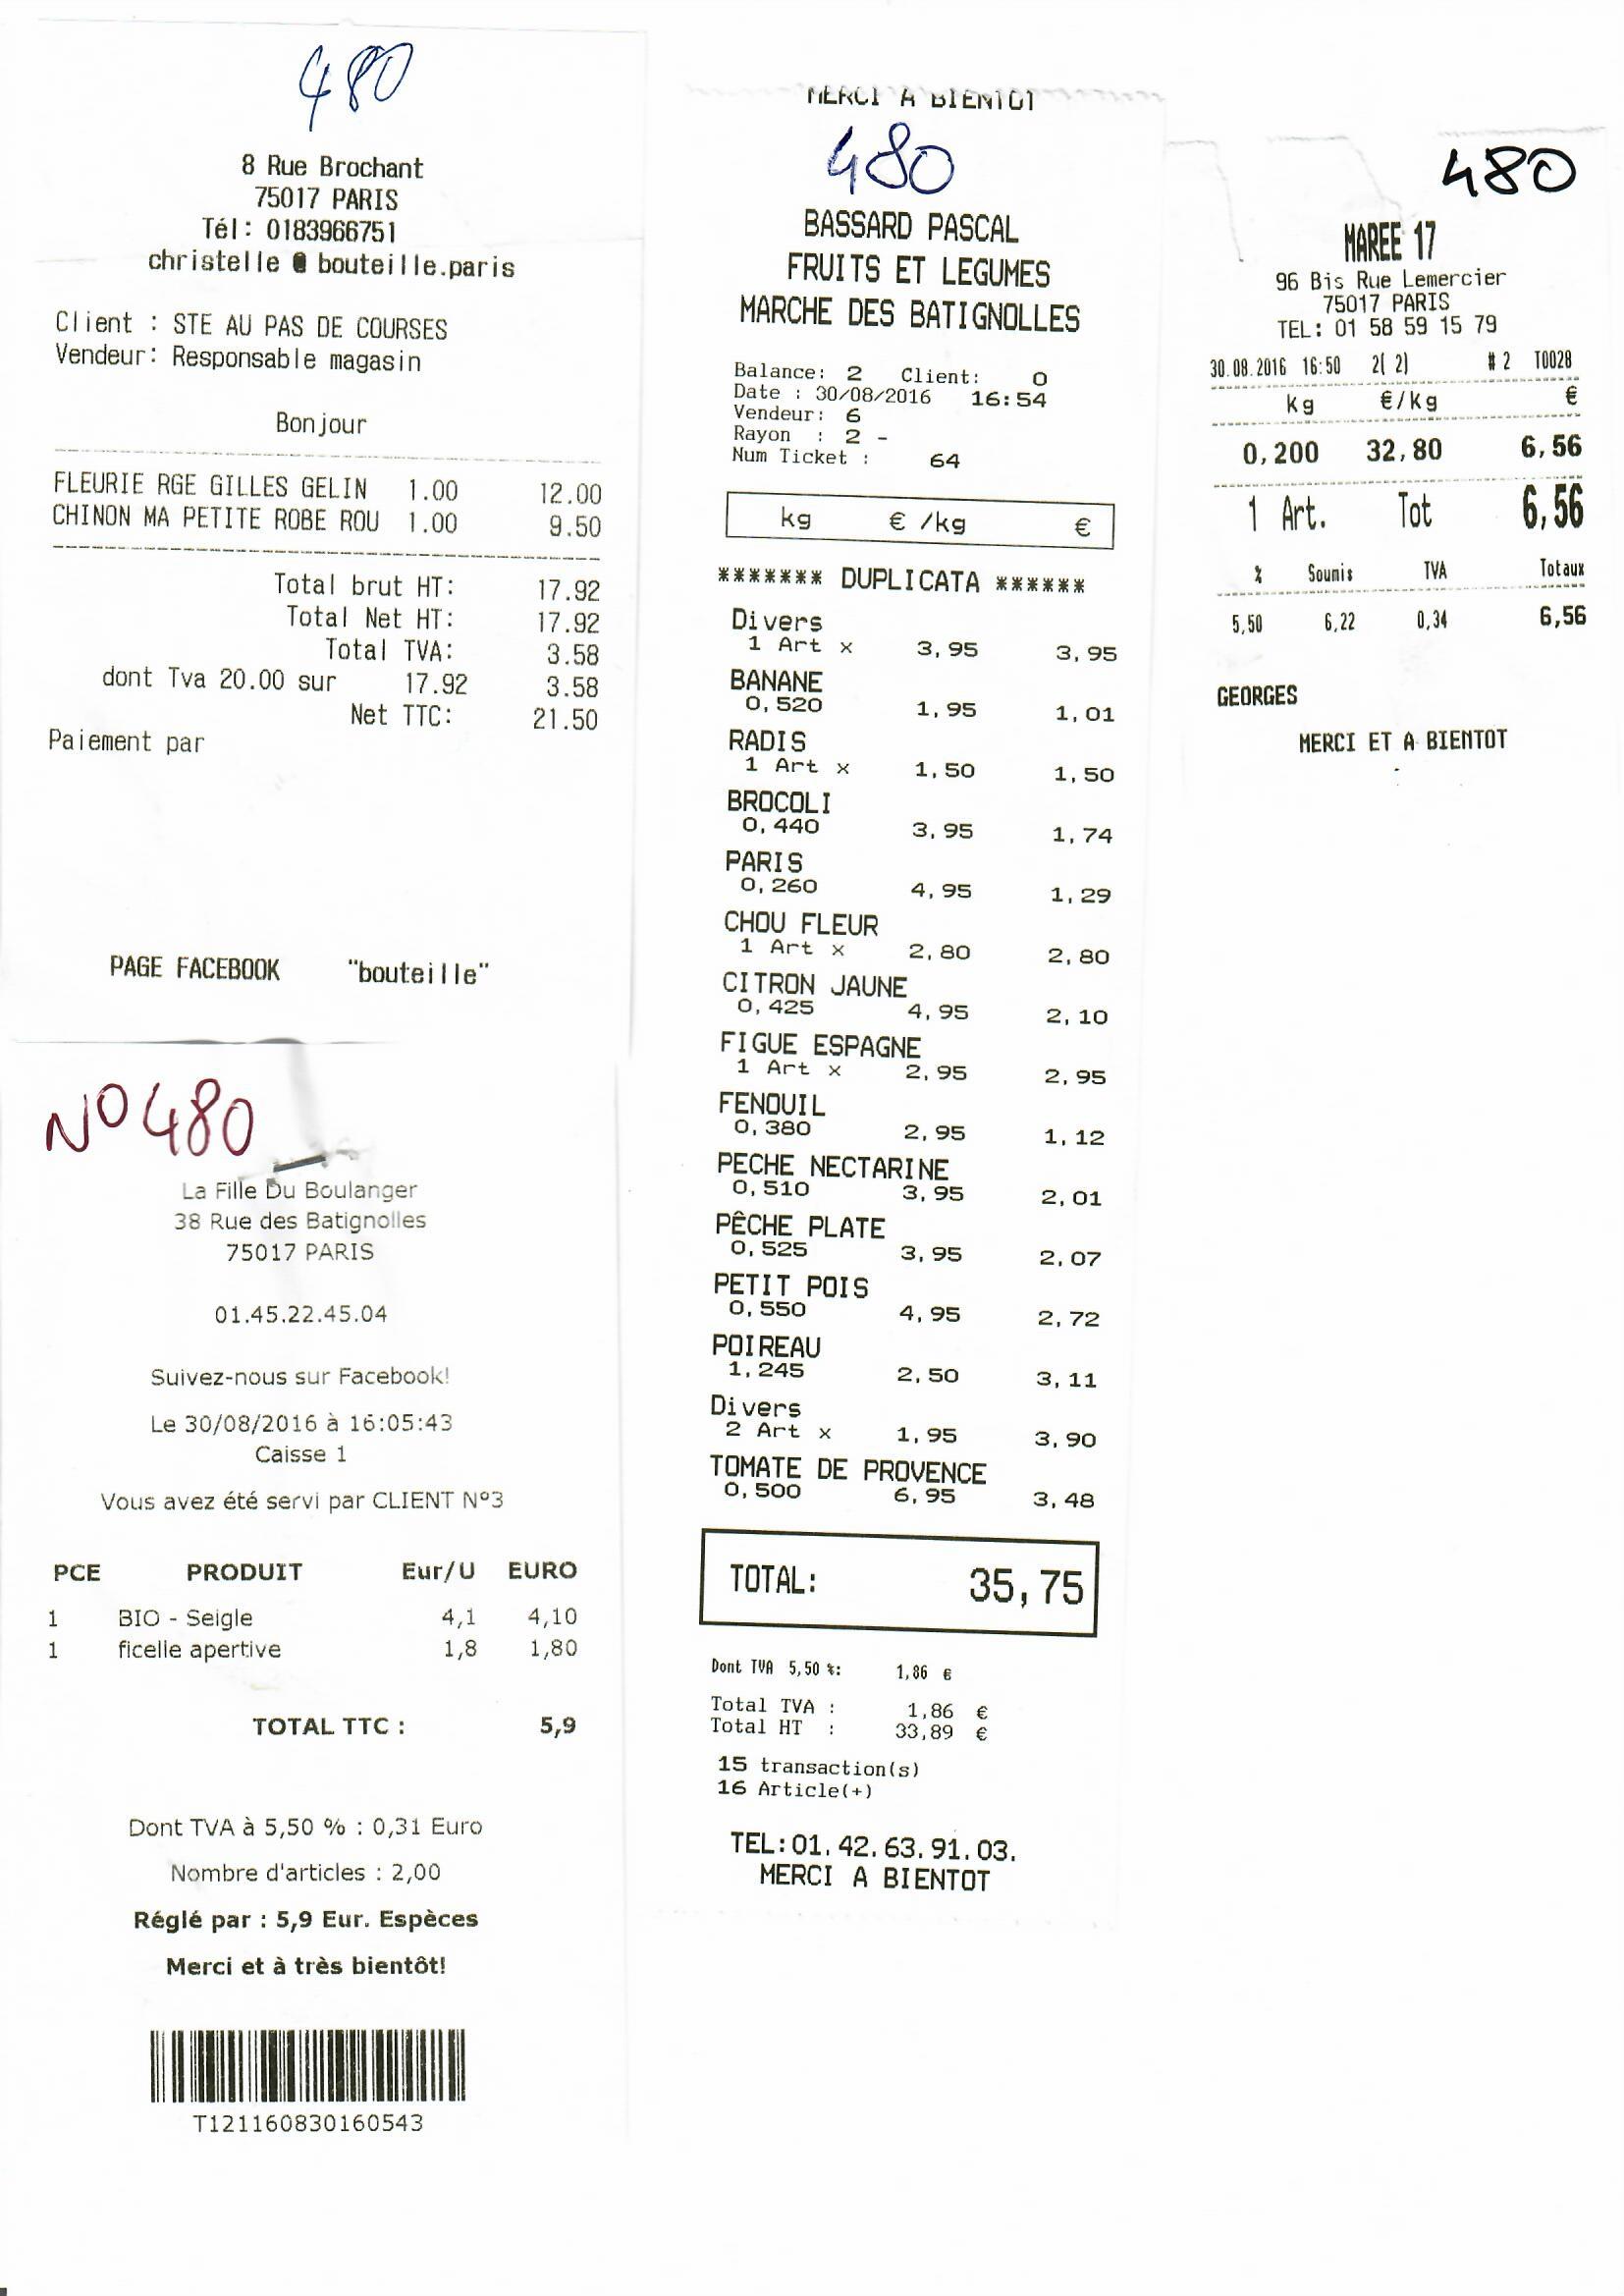 480
8 Rue Brochant
75017 PARIS
Tél: 0183966751
christelle @ bouteille.paris
Client : STE AU PAS DE COURSES
Vendeur: Responsable magasin
Bonjour
FLEURIE RGE GILLES GELIN 1.00 12.00
CHINON MA PETITE ROBE ROU 1.00 9.50
Total brut HT: 17.92
Total Net HT: 17.92
Total TVA: 3.58
dont Tva 20.00 sur 17.92 3.58
Net TTC: 21.50
Paiement par
PAGE FACEBOOK "bouteille"
N°480
La Fille Du Boulanger
38 Rue des Batignolles
75017 PARIS
01.45.22.45.04
Suivez-nous sur Facebook!
Le 30/08/2016 à 16:05:43
Caisse 1
Vous avez été servi par CLIENT N°3
PCE PRODUIT Eur/U EURO
1 BIO - Seigle 4,1 4,10
1 ficelle apertive 1,8 1,80
TOTAL TTC : 5,9
Dont TVA à 5,50 % : 0,31 Euro
Nombre d'articles : 2,00
Réglé par : 5,9 Eur. Espèces
Merci et à très bientôt!
T121160830160543
MERCI A BIENTOT
480
BASSARD PASCAL
FRUITS ET LEGUMES
MARCHE DES BATIGNOLLES
Balance: 2 Client: 0
Date : 30/08/2016 16:54
Vendeur: 6
Rayon : 2 -
Num Ticket : 64
kg € /kg €
******* DUPLICATA ******
Divers
1 Art x 3,95 3,95
BANANE
0,520 1,95 1,01
RADIS
1 Art x 1,50 1,50
BROCOLI
0,440 3,95 1,74
PARIS
0,260 4,95 1,29
CHOU FLEUR
1 Art x 2,80 2,80
CITRON JAUNE
0,425 4,95 2,10
FIGUE ESPAGNE
1 Art x 2,95 2,95
FENOUIL
0,380 2,95 1,12
PECHE NECTARINE
0,510 3,95 2,01
PÊCHE PLATE
0,525 3,95 2,07
PETIT POIS
0,550 4,95 2,72
POIREAU
1,245 2,50 3,11
Divers
2 Art x 1,95 3,90
TOMATE DE PROVENCE
0,500 6,95 3,48
TOTAL: 35,75
Dont TVA 5,50 %: 1,86 €
Total TVA : 1,86 €
Total HT : 33,89 €
15 transaction(s)
16 Article(+)
TEL:01.42.63.91.03.
MERCI A BIENTOT
480
MAREE 17
96 Bis Rue Lemercier
75017 PARIS
TEL: 01 58 59 15 79
30.08.2016 16:50 2( 2) # 2 T0028
kg €/kg €
0,200 32,80 6,56
1 Art. Tot 6,56
% Soumis TVA Totaux
5,50 6,22 0,34 6,56
GEORGES
MERCI ET A BIENTOT